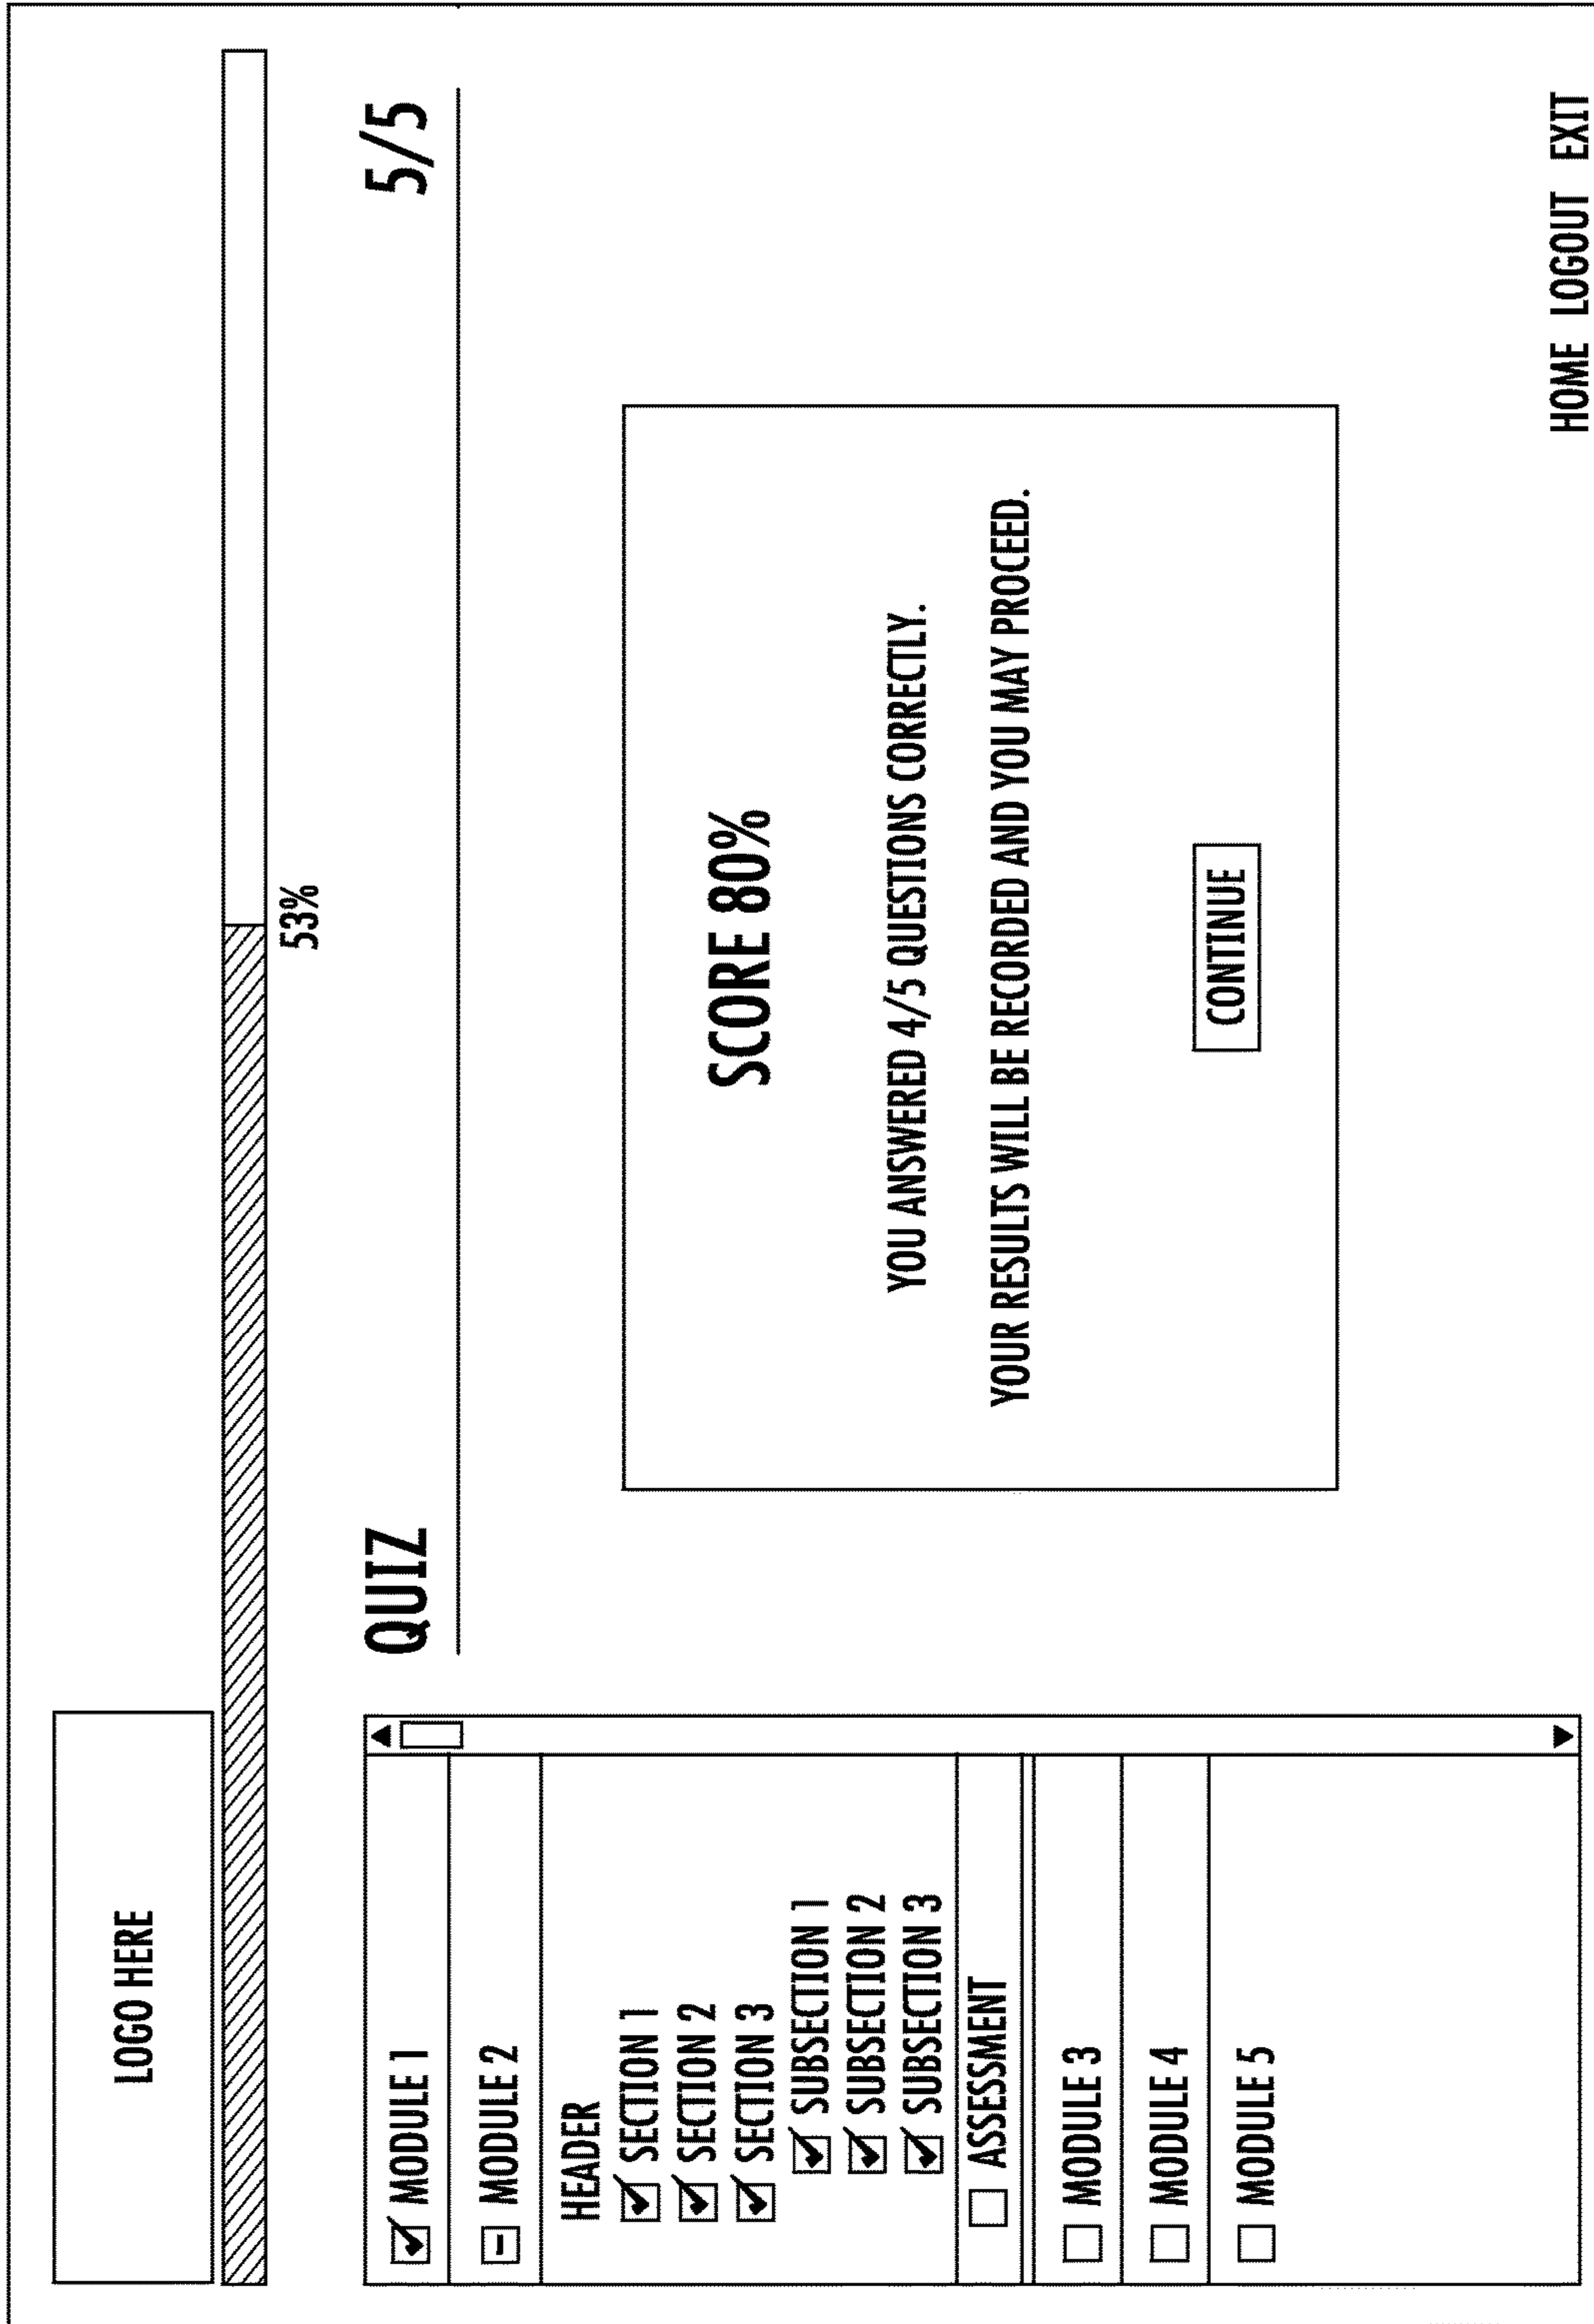 LOGO HERE
53%
MODULE 1
MODULE 2
HEADER
SECTION 1
SECTION 2
SECTION 3
SUBSECTION 1
SUBSECTION 2
SUBSECTION 3
ASSESSMENT
MODULE 3
MODULE 4
MODULE 5
QUIZ 5/5
SCORE 80%
YOU ANSWERED 4/5 QUESTIONS CORRECTLY.
YOUR RESULTS WILL BE RECORDED AND YOU MAY PROCEED.
CONTINUE
HOME LOGOUT EXIT